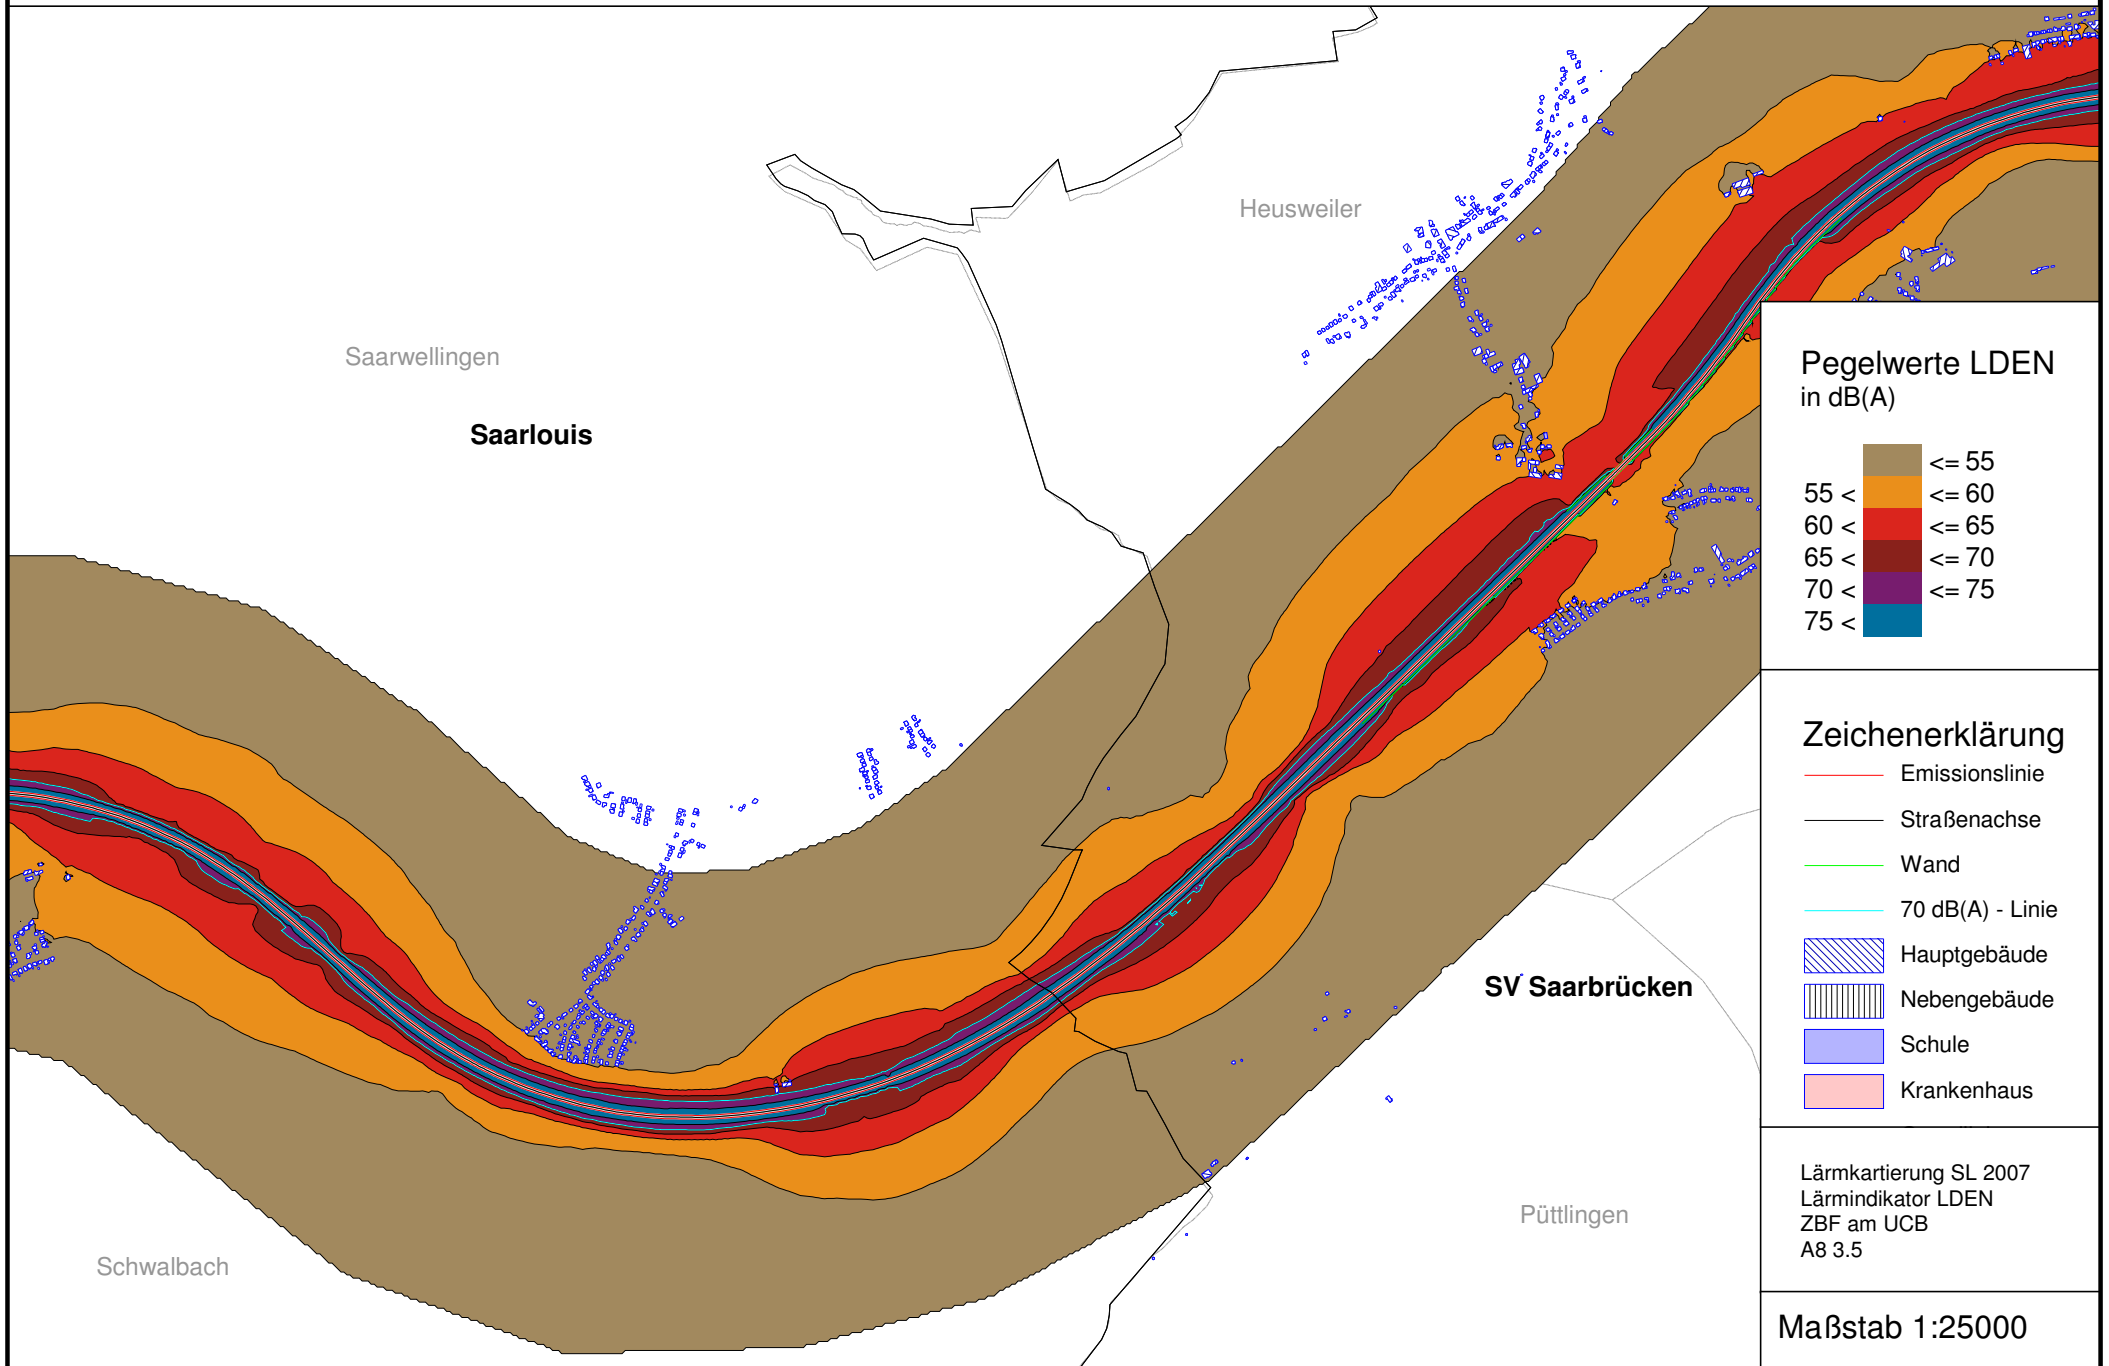 Heusweiler
Saarwellingen
Saarlouis
SV Saarbrücken
Püttlingen
Schwalbach
Pegelwerte LDEN
in dB(A)
<= 55
55 < <= 60
60 < <= 65
65 < <= 70
70 < <= 75
75 <
Zeichenerklärung
Emissionslinie
Straßenachse
Wand
70 dB(A) - Linie
Hauptgebäude
Nebengebäude
Schule
Krankenhaus
Lärmkartierung SL 2007
Lärmindikator LDEN
ZBF am UCB
A8 3.5
Maßstab 1:25000